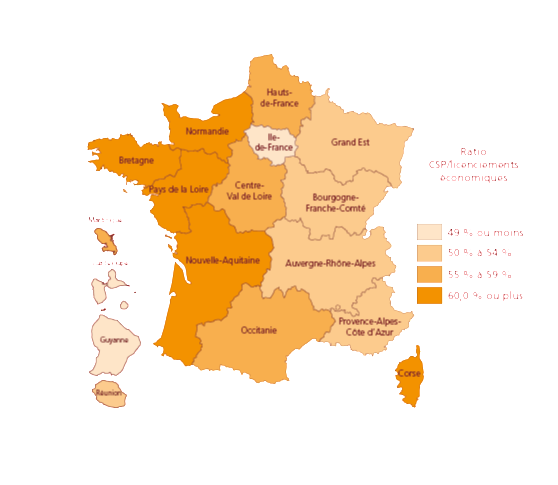 Hauts-
de-France
Normandie
Ile-
de-France
Grand Est
Bretagne
Pays de la Loire
Centre-
Val de Loire
Bourgogne-
Franche-Comté
Nouvelle-Aquitaine
Auvergne-Rhône-Alpes
Occitanie
Provence-Alpes-
Côte d'Azur
Corse
Guyanne
Réunion
Ratio
CSP/licenciements
économiques
49 % ou moins
50 % à 54 %
55 % à 59 %
60,0 % ou plus